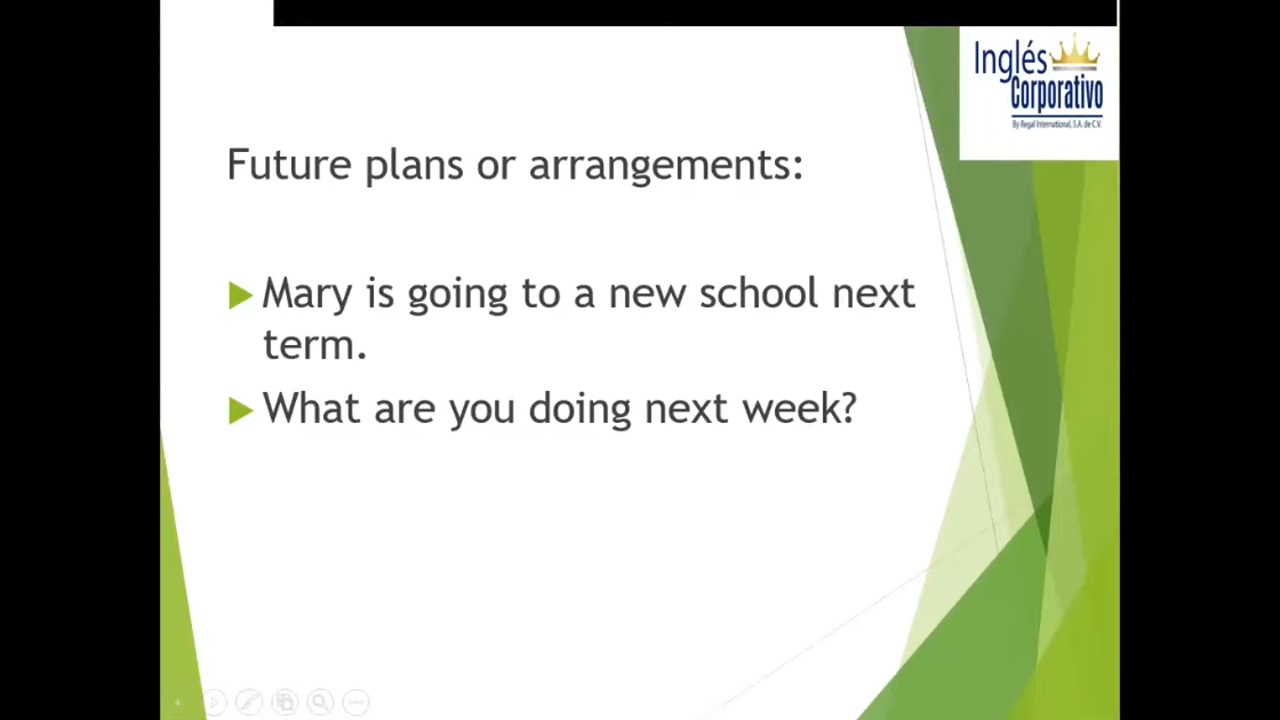 Inglés
Corporativo
By Regal International, S.A. de C.V.
Future plans or arrangements:
Mary is going to a new school next
term.
What are you doing next week?